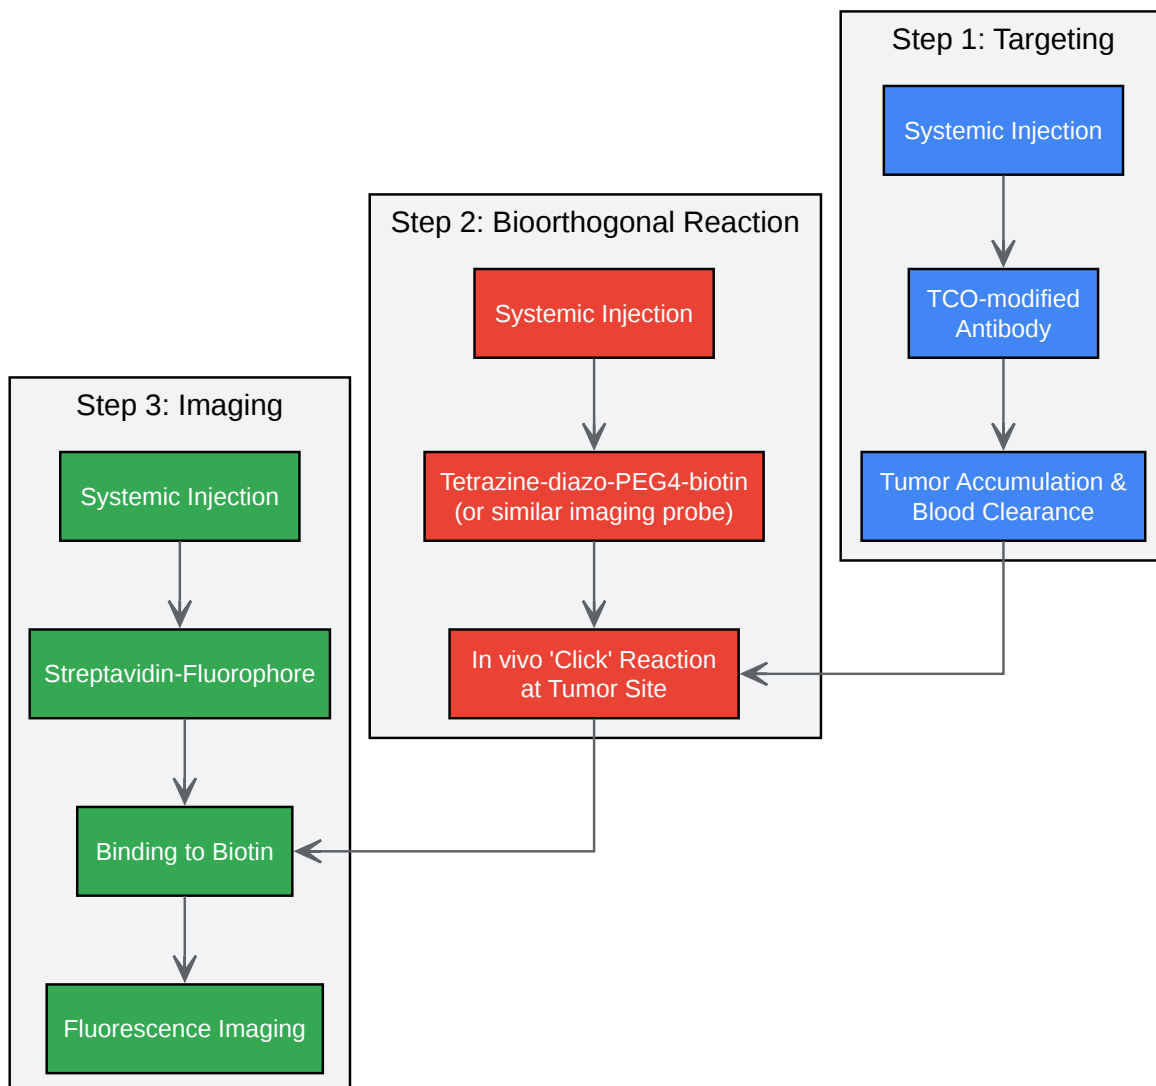 Step 1: Targeting
Systemic Injection
TCO-modified
Antibody
Tumor Accumulation &
Blood Clearance
Step 2: Bioorthogonal Reaction
Systemic Injection
Tetrazine-diazo-PEG4-biotin
(or similar imaging probe)
In vivo 'Click' Reaction
at Tumor Site
Step 3: Imaging
Systemic Injection
Streptavidin-Fluorophore
Binding to Biotin
Fluorescence Imaging